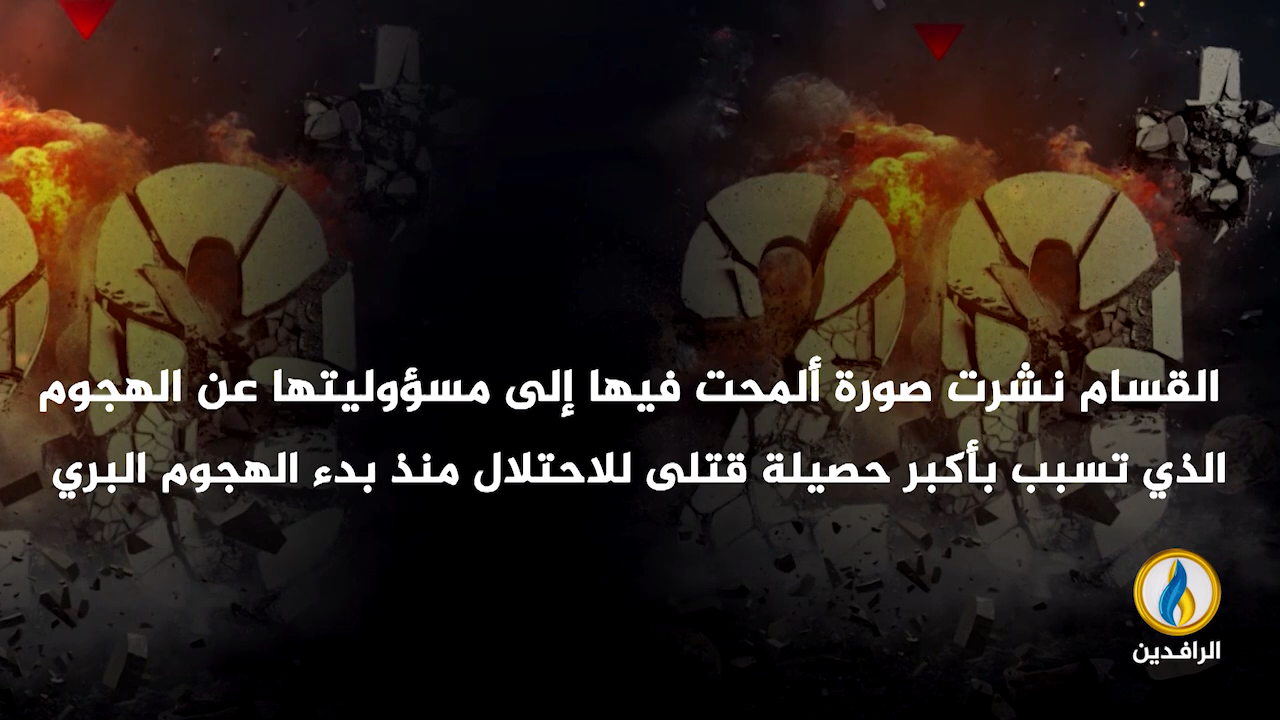 القسام نشرت صورة ألمحت فيها إلى مسؤوليتها عن الهجوم
الذي تسبب بأكبر حصيلة قتلى للاحتلال منذ بدء الهجوم البري
الرافدين